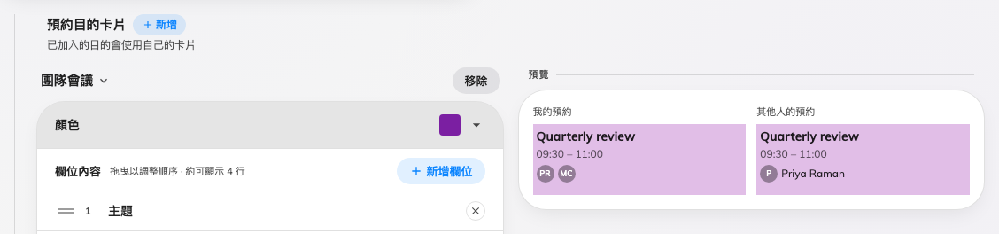 預約目的卡片
+ 新增
已加入的目的會使用自己的卡片
團隊會議
移除
顏色
欄位內容 拖曳以調整順序 · 約可顯示 4 行
+ 新增欄位
1 主題
預覽
我的預約
Quarterly review
09:30 – 11:00
PR MC
其他人的預約
Quarterly review
09:30 – 11:00
P Priya Raman